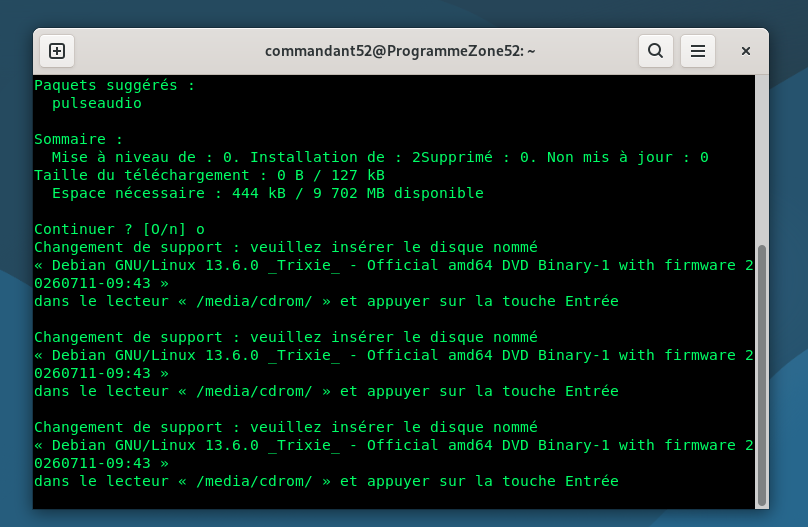 commandant52@ProgrammeZone52: ~
Paquets suggérés :
  pulseaudio

Sommaire :
  Mise à niveau de : 0. Installation de : 2Supprimé : 0. Non mis à jour : 0
Taille du téléchargement : 0 B / 127 kB
  Espace nécessaire : 444 kB / 9 702 MB disponible

Continuer ? [O/n] o
Changement de support : veuillez insérer le disque nommé
« Debian GNU/Linux 13.6.0 _Trixie_ - Official amd64 DVD Binary-1 with firmware 2
0260711-09:43 »
dans le lecteur « /media/cdrom/ » et appuyer sur la touche Entrée

Changement de support : veuillez insérer le disque nommé
« Debian GNU/Linux 13.6.0 _Trixie_ - Official amd64 DVD Binary-1 with firmware 2
0260711-09:43 »
dans le lecteur « /media/cdrom/ » et appuyer sur la touche Entrée

Changement de support : veuillez insérer le disque nommé
« Debian GNU/Linux 13.6.0 _Trixie_ - Official amd64 DVD Binary-1 with firmware 2
0260711-09:43 »
dans le lecteur « /media/cdrom/ » et appuyer sur la touche Entrée